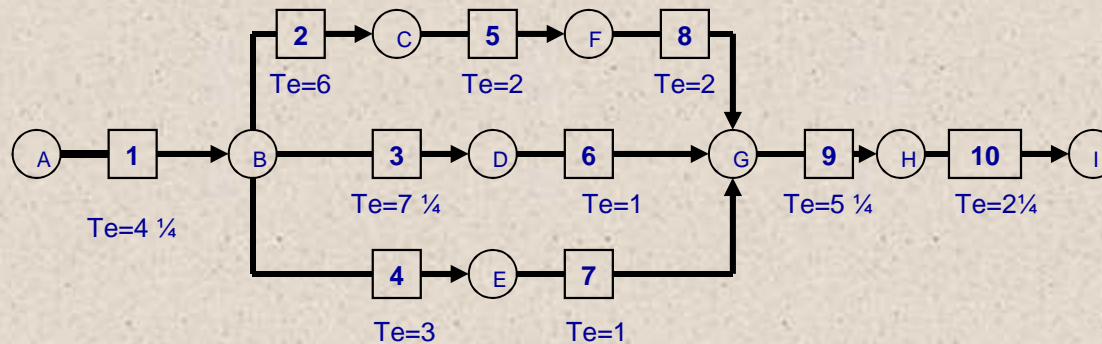 2 C 5 F 8
Te=6 Te=2 Te=2
A 1 B 3 D 6 G 9 H 10 I
Te=4 ¼ Te=7 ¼ Te=1 Te=5 ¼ Te=2¼
4 E 7
Te=3 Te=1